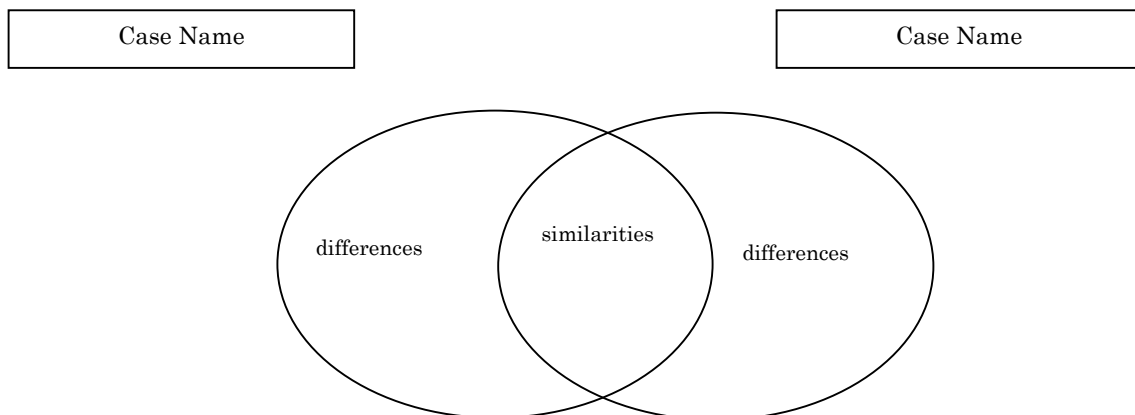 Case Name
Case Name
differences
similarities
differences